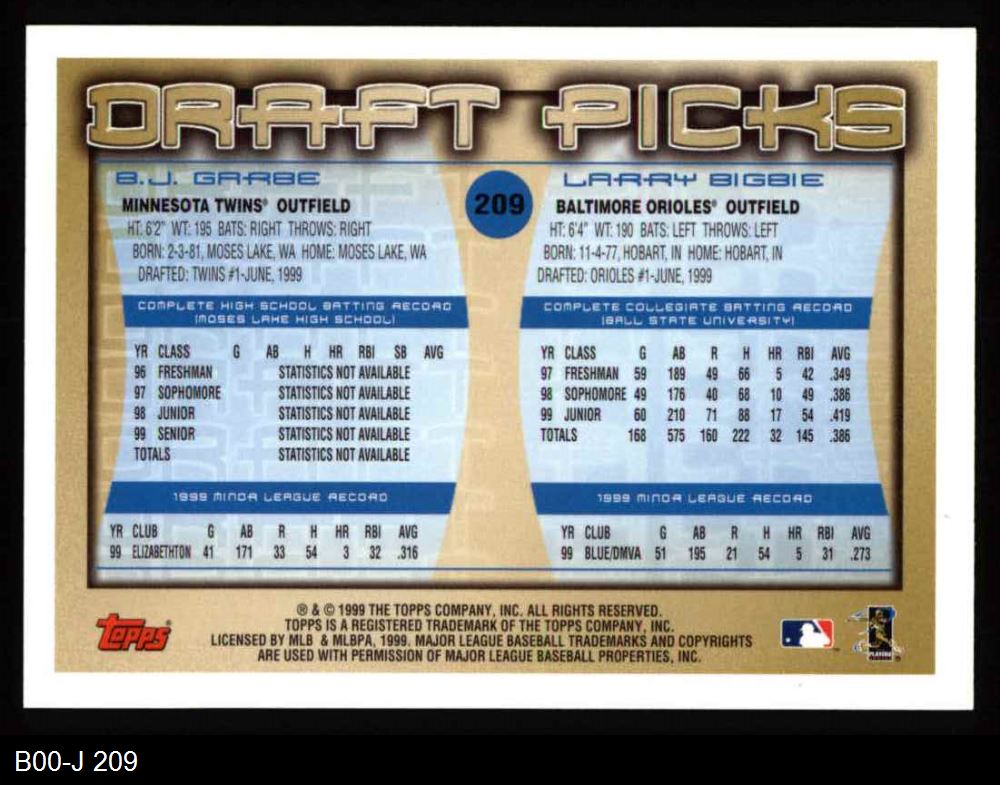 DRAFT PICKS
209
B.J. GARBE
MINNESOTA TWINS® OUTFIELD
HT: 6'2" WT: 195 BATS: RIGHT THROWS: RIGHT
BORN: 2-3-81, MOSES LAKE, WA HOME: MOSES LAKE, WA
DRAFTED: TWINS #1-JUNE, 1999
COMPLETE HIGH SCHOOL BATTING RECORD
(MOSES LAKE HIGH SCHOOL)
YR CLASS G AB H HR RBI SB AVG
96 FRESHMAN STATISTICS NOT AVAILABLE
97 SOPHOMORE STATISTICS NOT AVAILABLE
98 JUNIOR STATISTICS NOT AVAILABLE
99 SENIOR STATISTICS NOT AVAILABLE
TOTALS STATISTICS NOT AVAILABLE
1999 MINOR LEAGUE RECORD
YR CLUB G AB R H HR RBI AVG
99 ELIZABETHTON 41 171 33 54 3 32 .316
LARRY BIGBIE
BALTIMORE ORIOLES® OUTFIELD
HT: 6'4" WT: 190 BATS: LEFT THROWS: LEFT
BORN: 11-4-77, HOBART, IN HOME: HOBART, IN
DRAFTED: ORIOLES #1-JUNE, 1999
COMPLETE COLLEGIATE BATTING RECORD
(BALL STATE UNIVERSITY)
YR CLASS G AB R H HR RBI AVG
97 FRESHMAN 59 189 49 66 5 42 .349
98 SOPHOMORE 49 176 40 68 10 49 .386
99 JUNIOR 60 210 71 88 17 54 .419
TOTALS 168 575 160 222 32 145 .386
1999 MINOR LEAGUE RECORD
YR CLUB G AB R H HR RBI AVG
99 BLUE/DMVA 51 195 21 54 5 31 .273
Topps®
® & © 1999 THE TOPPS COMPANY, INC. ALL RIGHTS RESERVED.
TOPPS IS A REGISTERED TRADEMARK OF THE TOPPS COMPANY, INC.
LICENSED BY MLB & MLBPA, 1999. MAJOR LEAGUE BASEBALL TRADEMARKS AND COPYRIGHTS
ARE USED WITH PERMISSION OF MAJOR LEAGUE BASEBALL PROPERTIES, INC.
B00-J 209